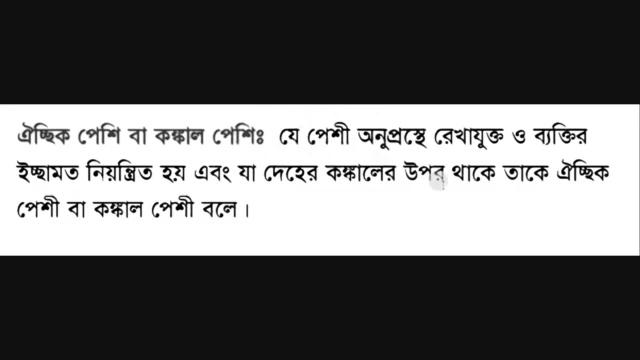 ঐচ্ছিক পেশি বা কঙ্কাল পেশিঃ যে পেশী অনুপ্রস্থে রেখাযুক্ত ও ব্যক্তির
ইচ্ছামত নিয়ন্ত্রিত হয় এবং যা দেহের কঙ্কালের উপর থাকে তাকে ঐচ্ছিক
পেশী বা কঙ্কাল পেশী বলে।